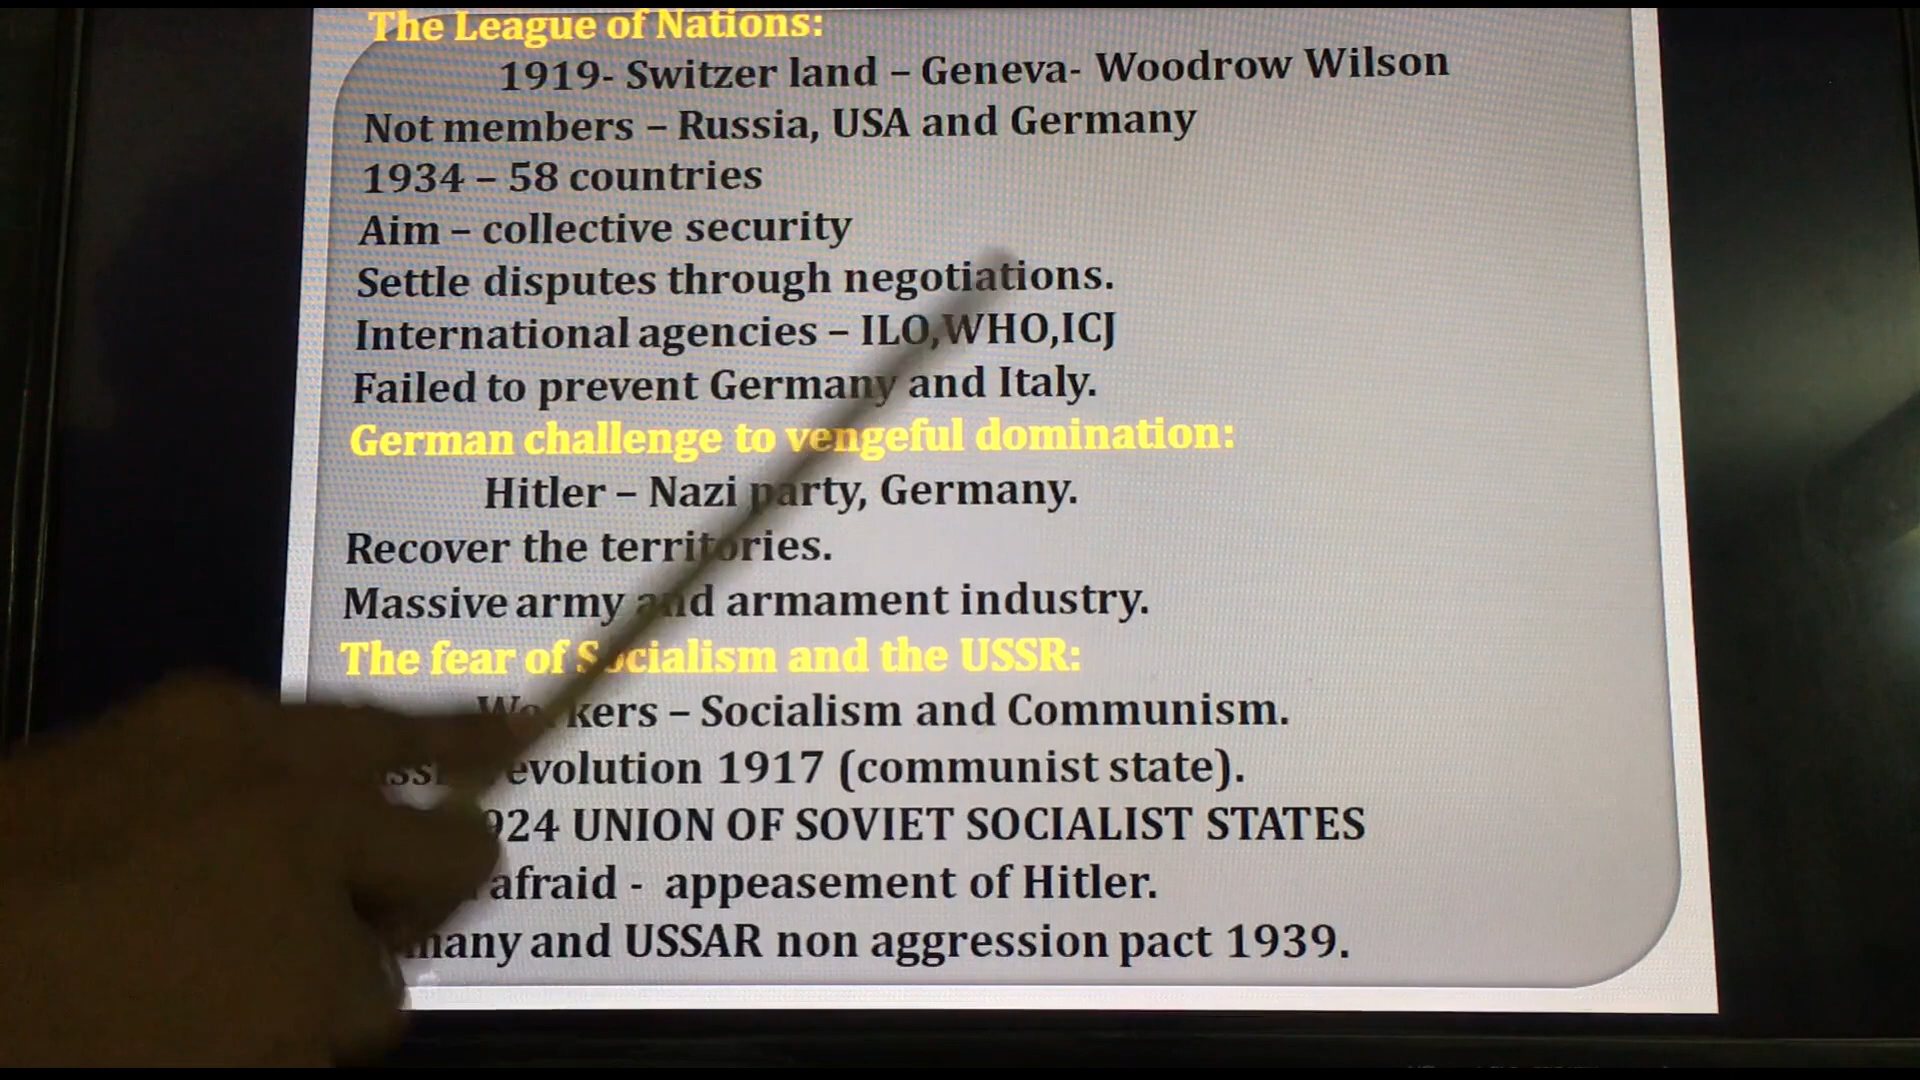 The League of Nations:
1919- Switzer land – Geneva- Woodrow Wilson
Not members – Russia, USA and Germany
1934 – 58 countries
Aim – collective security
Settle disputes through negotiations.
International agencies – ILO,WHO,ICJ
Failed to prevent Germany and Italy.
German challenge to vengeful domination:
Hitler – Nazi party, Germany.
Recover the territories.
Massive army and armament industry.
The fear of Socialism and the USSR:
Workers – Socialism and Communism.
evolution 1917 (communist state).
924 UNION OF SOVIET SOCIALIST STATES
afraid - appeasement of Hitler.
many and USSAR non aggression pact 1939.